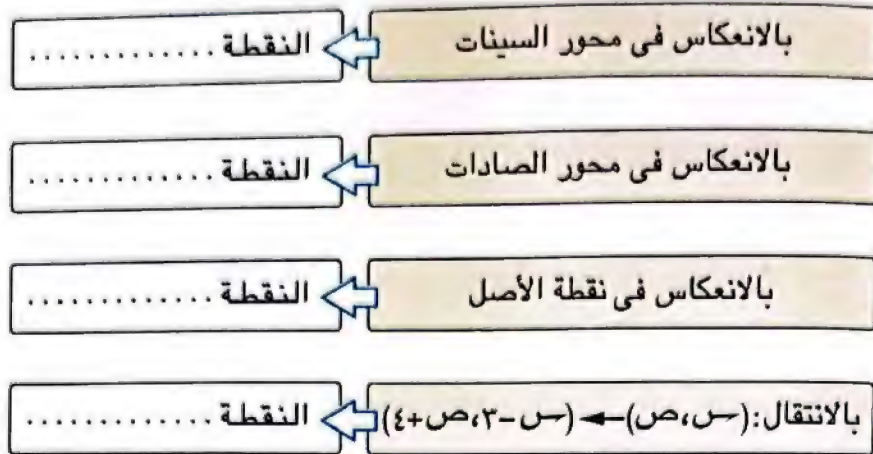 بالانعكاس فى محور السينات النقطة .............
بالانعكاس فى محور الصادات النقطة .............
بالانعكاس فى نقطة الأصل النقطة .............
بالانتقال: (س، ص) ← (س - ٣، ص + ٤) النقطة .............